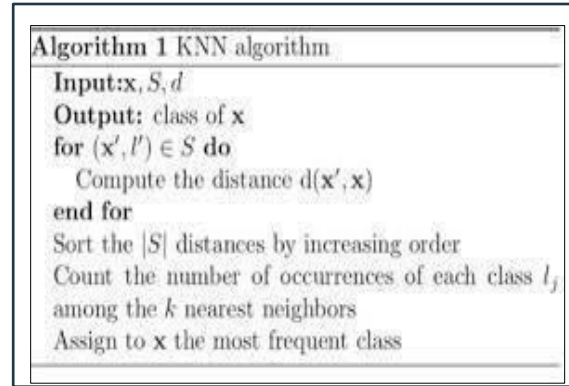 Algorithm 1 KNN algorithm
Input:x, S, d
Output: class of x
for (x′, l′) ∈ S do
Compute the distance d(x′, x)
end for
Sort the |S| distances by increasing order
Count the number of occurrences of each class l_j
among the k nearest neighbors
Assign to x the most frequent class